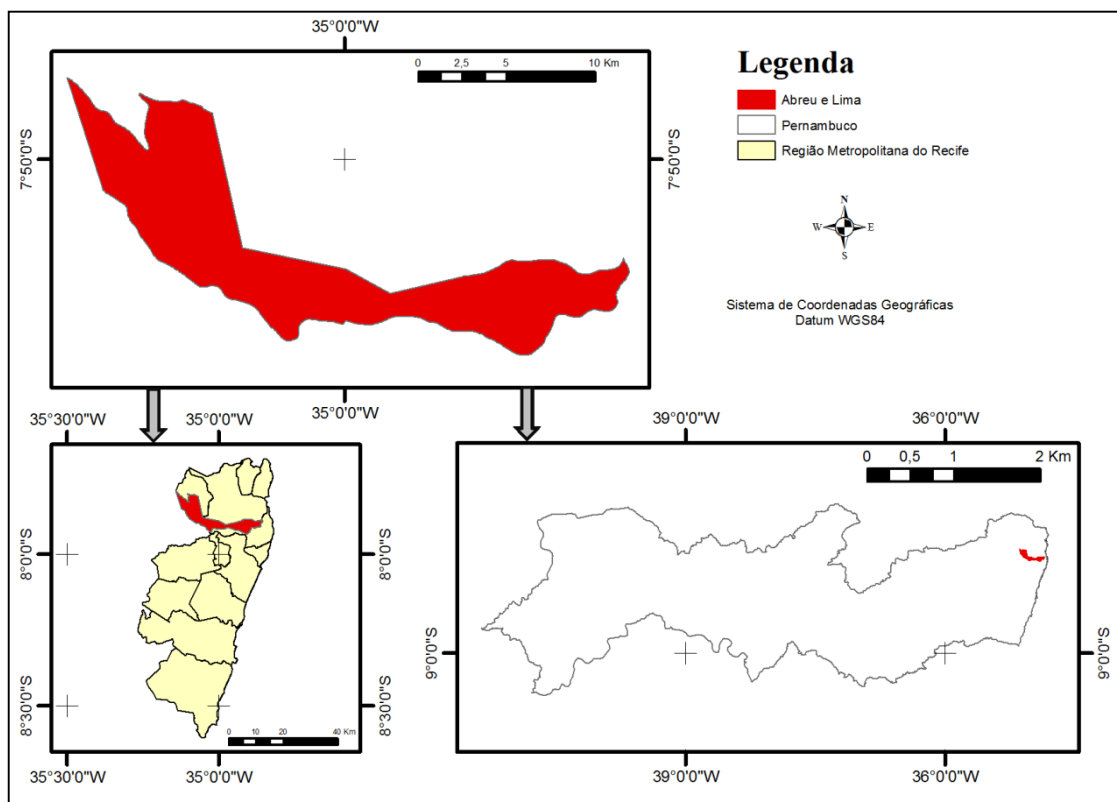 35°0'0"W
0 2,5 5 10 Km
7°50'0"S
7°50'0"S
35°0'0"W
Legenda
Abreu e Lima
Pernambuco
Região Metropolitana do Recife
N
W E
S
Sistema de Coordenadas Geográficas
Datum WGS84
35°30'0"W 35°0'0"W
8°0'0"S
8°0'0"S
8°30'0"S
8°30'0"S
0 10 20 40 Km
35°30'0"W 35°0'0"W
39°0'0"W 36°0'0"W
0 0,5 1 2 Km
9°0'0"S
9°0'0"S
39°0'0"W 36°0'0"W